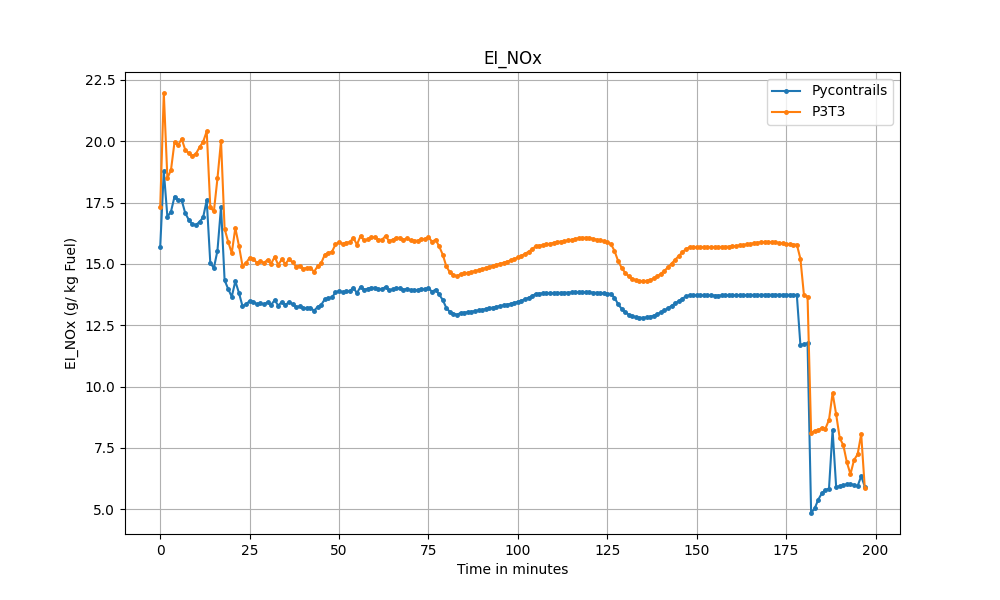 EI_NOx
EI_NOx (g/ kg Fuel)
22.5
20.0
17.5
15.0
12.5
10.0
7.5
5.0
Pycontrails
P3T3
0 25 50 75 100 125 150 175 200
Time in minutes